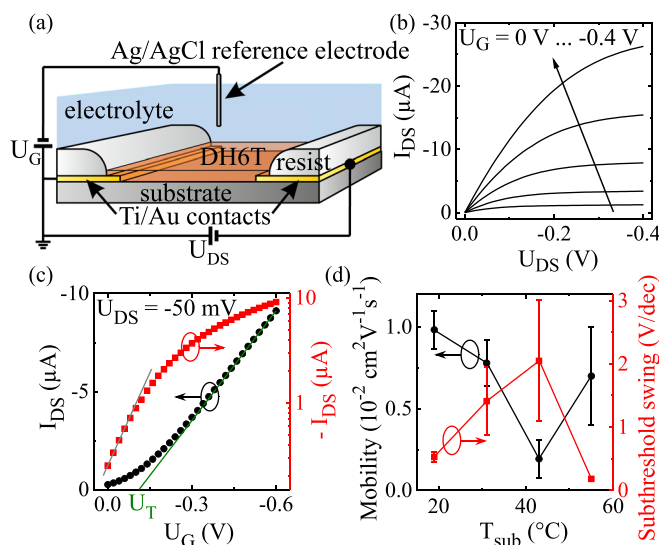 (a)
Ag/AgCl reference electrode
electrolyte
U_G
DH6T
resist
substrate
Ti/Au contacts
U_DS
(b)
U_G = 0 V ... -0.4 V
-30
-20
-10
0
I_DS (µA)
0.0
-0.2
-0.4
U_DS (V)
(c)
U_DS = -50 mV
-10
-5
0
I_DS (µA)
10
1
- I_DS (µA)
0.0
-0.3
-0.6
U_T
U_G (V)
(d)
1.0
0.5
0.0
Mobility (10⁻² cm²V⁻¹s⁻¹)
3
2
1
0
Subthreshold swing (V/dec)
20
40
60
T_sub (°C)